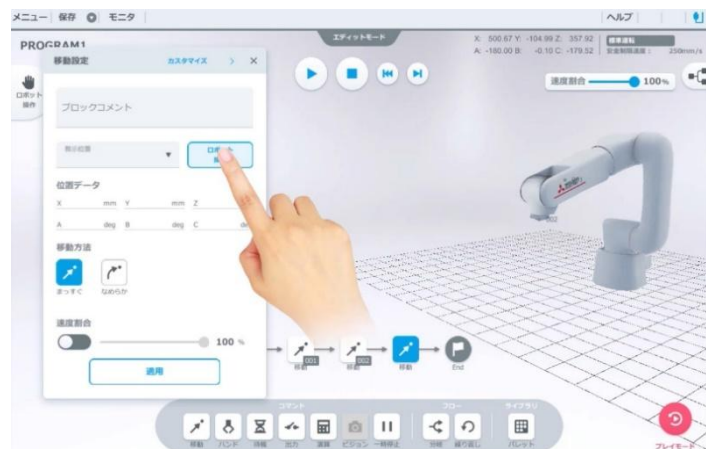 メニュー 保存 モニタ ヘルプ
エディットモード
X: 500.67 Y: -104.99 Z: 357.92 標準運転
A: -180.00 B: -0.10 C: -179.52 安全制限速度： 250mm/s
PROGRAM1
ロボット
操作
移動設定 カスタマイズ > ×
速度割合 100%
ブロックコメント
教示位置
ロボット
位置データ
X mm Y mm Z
A deg B deg C
移動方法
まっすぐ なめらか
速度割合
100 %
適用
001 002
移動 移動 移動 End
コマンド フロー ライブラリ
移動 ハンド 待機 出力 演算 ビジョン 一時停止 分岐 繰り返し パレット
プレイモード